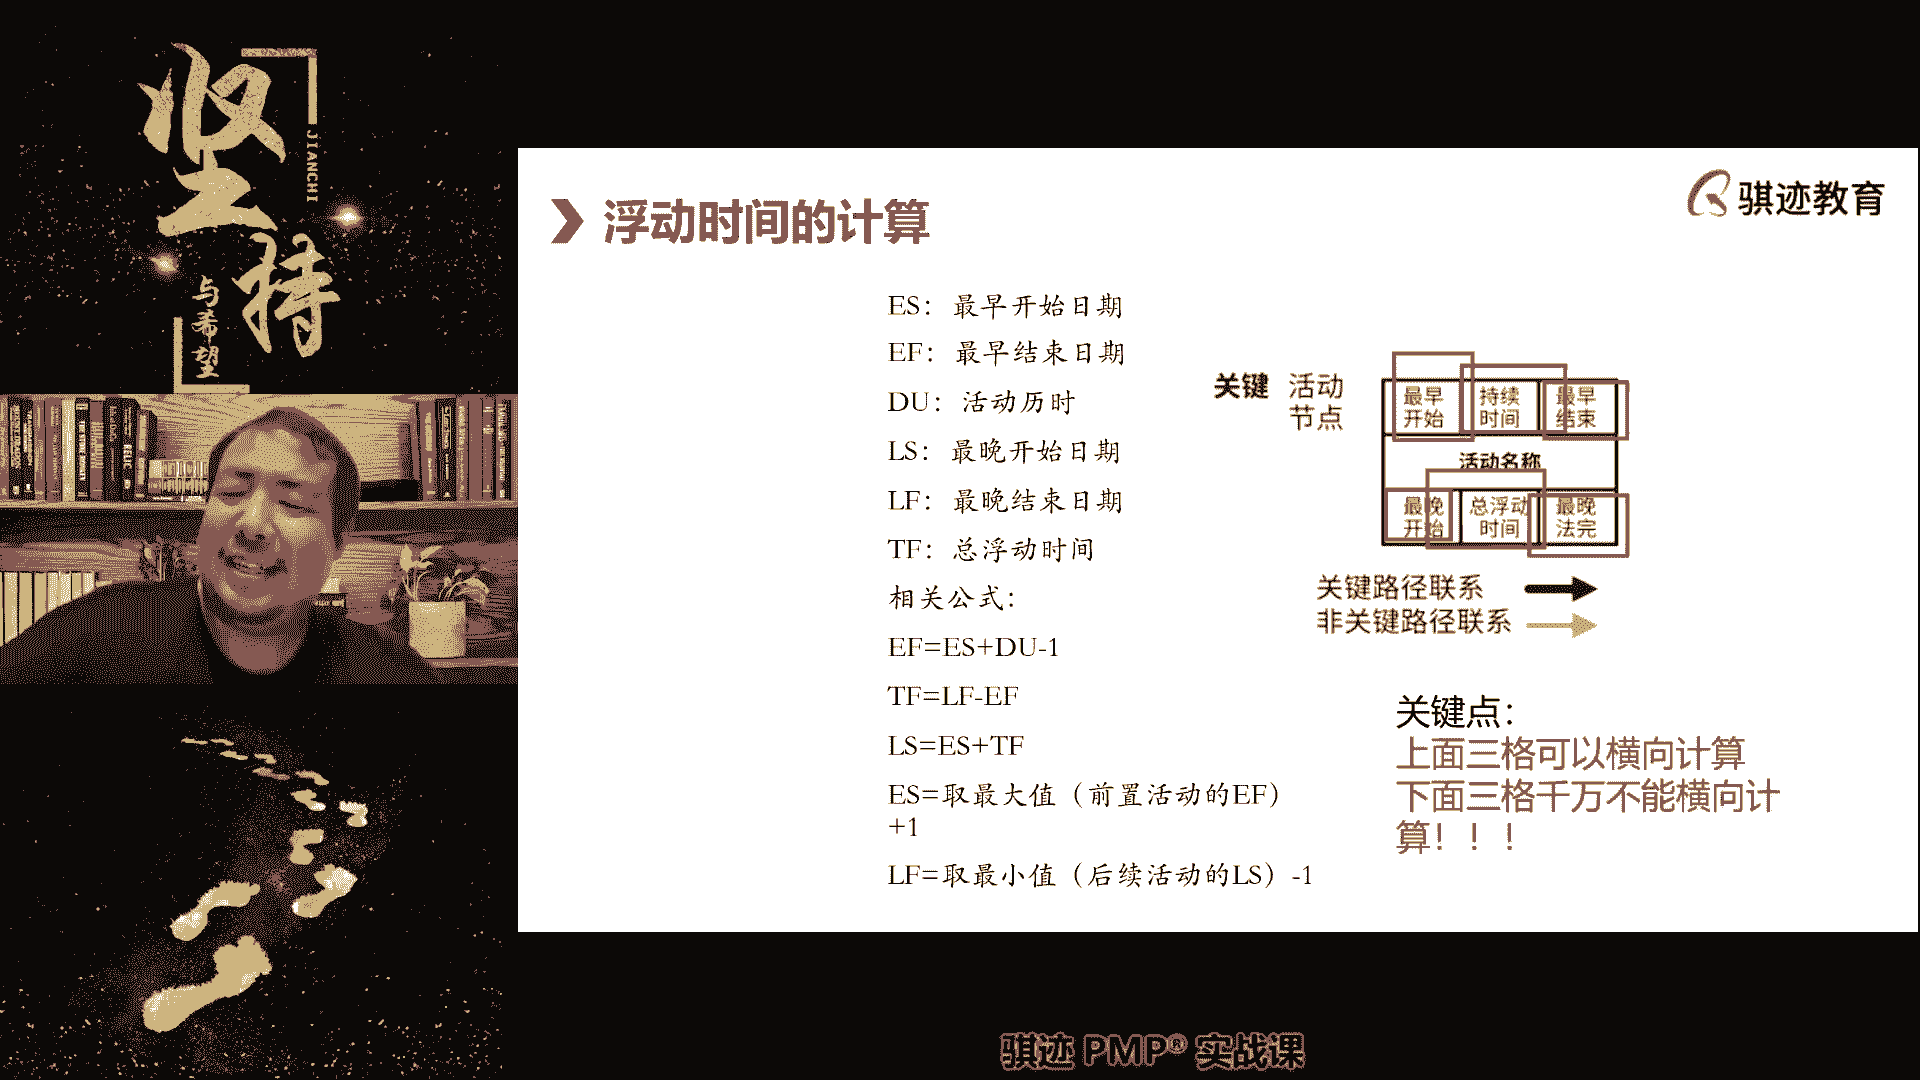 坚持
JIANCHI
与希望
骐迹教育
浮动时间的计算
ES：最早开始日期
EF：最早结束日期
DU：活动历时
LS：最晚开始日期
LF：最晚结束日期
TF：总浮动时间
相关公式：
EF=ES+DU-1
TF=LF-EF
LS=ES+TF
ES=取最大值（前置活动的EF）
+1
LF=取最小值（后续活动的LS）-1
关键 活动
节点
最早
开始
持续
时间
最早
结束
活动名称
最晚
开始
总浮动
时间
最晚
法完
关键路径联系
非关键路径联系
关键点：
上面三格可以横向计算
下面三格千万不能横向计
算！！！
骐迹 PMP® 实战课